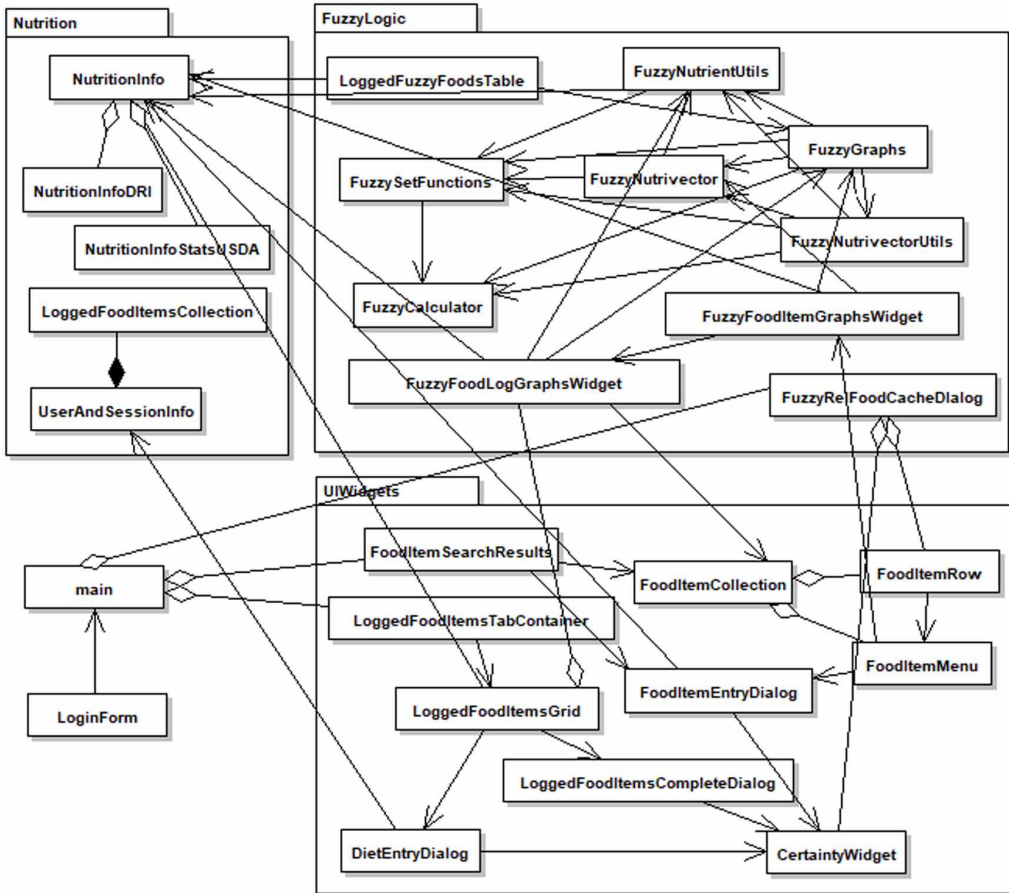 Nutrition
NutritionInfo
NutritionInfoDRI
NutritionInfoStatsUSDA
LoggedFoodItemsCollection
UserAndSessionInfo
FuzzyLogic
LoggedFuzzyFoodsTable
FuzzyNutrientUtils
FuzzyGraphs
FuzzySetFunctions
FuzzyNutrivector
FuzzyNutrivectorUtils
FuzzyCalculator
FuzzyFoodItemGraphsWidget
FuzzyFoodLogGraphsWidget
FuzzyRefFoodCacheDIalog
UIWidgets
FoodItemSearchResults
FoodItemCollection
FoodItemRow
main
LoggedFoodItemsTabContainer
FoodItemMenu
LoginForm
LoggedFoodItemsGrid
FoodItemEntryDialog
LoggedFoodItemsCompleteDialog
DietEntryDialog
CertaintyWidget